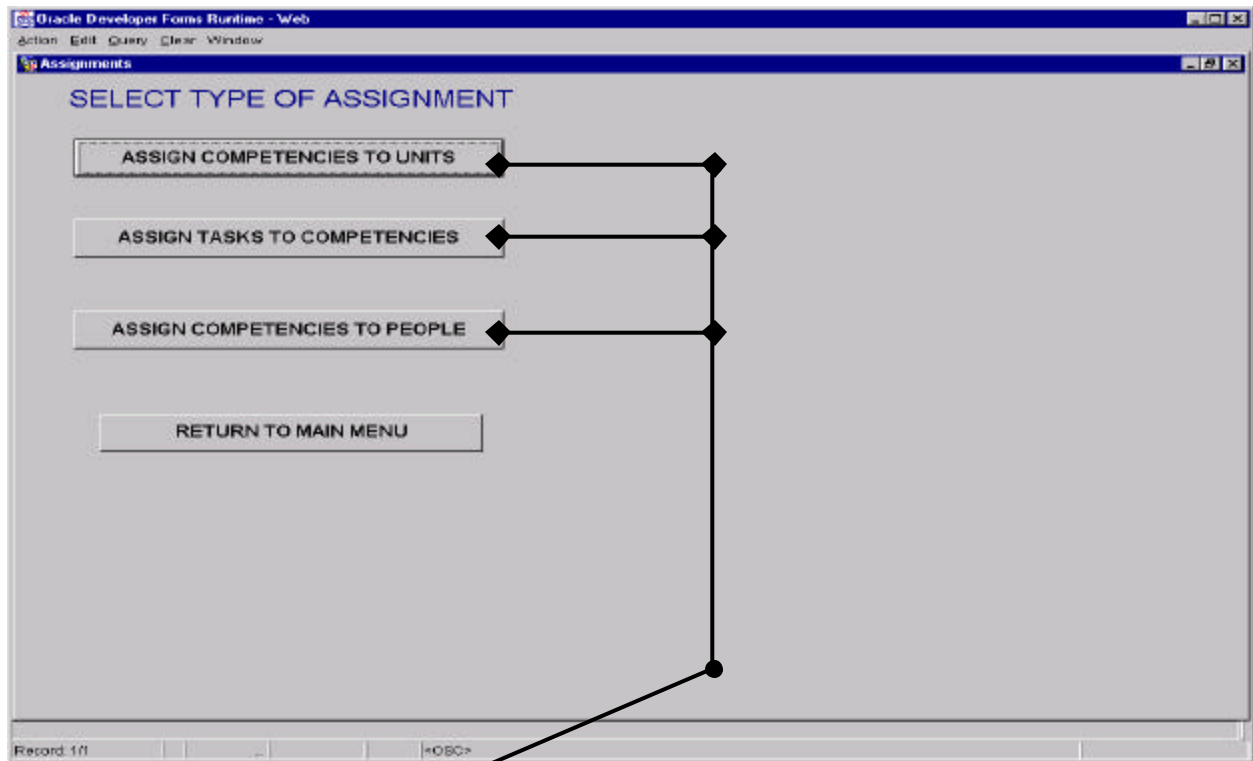 Oracle Developer Forms Runtime - Web
Action Edit Query Clear Window
Assignments
SELECT TYPE OF ASSIGNMENT
ASSIGN COMPETENCIES TO UNITS
ASSIGN TASKS TO COMPETENCIES
ASSIGN COMPETENCIES TO PEOPLE
RETURN TO MAIN MENU
Record: 1/1 ... <OSC>